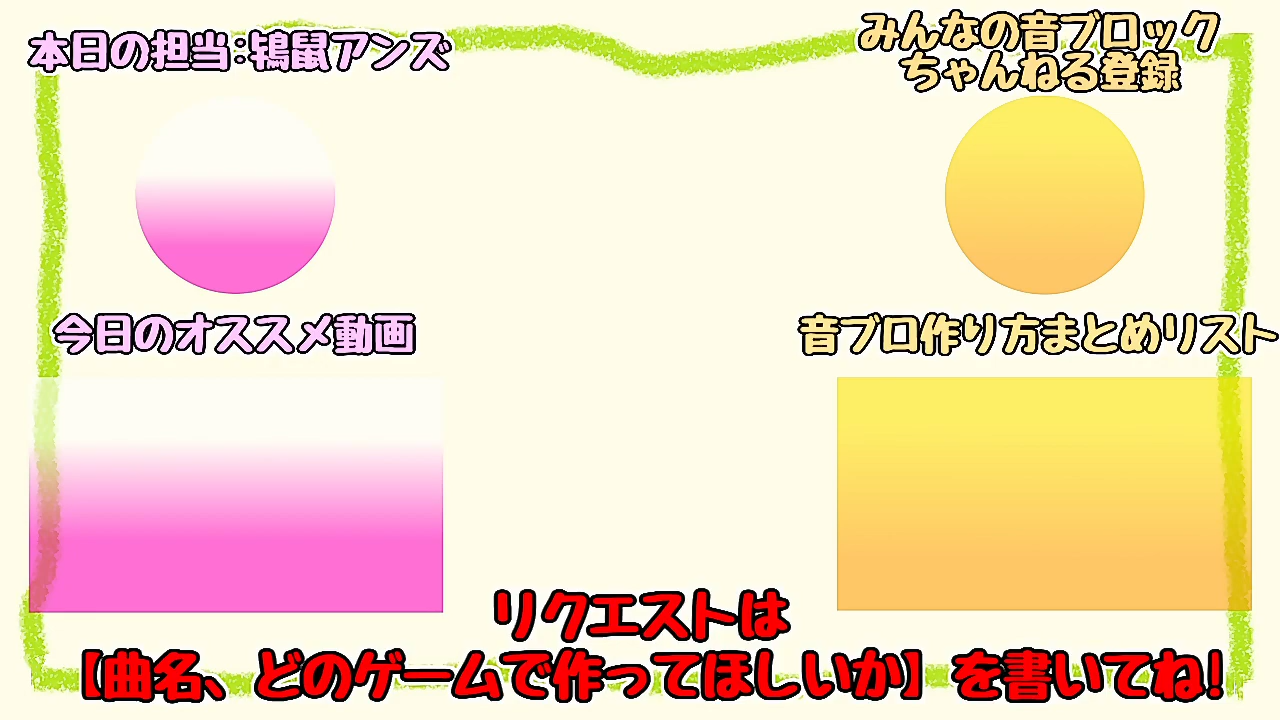 本日の担当:鴇鼠アンズ
みんなの音ブロック
ちゃんねる登録
今日のオススメ動画
音ブロ作り方まとめリスト
リクエストは
【曲名、どのゲームで作ってほしいか】を書いてね!